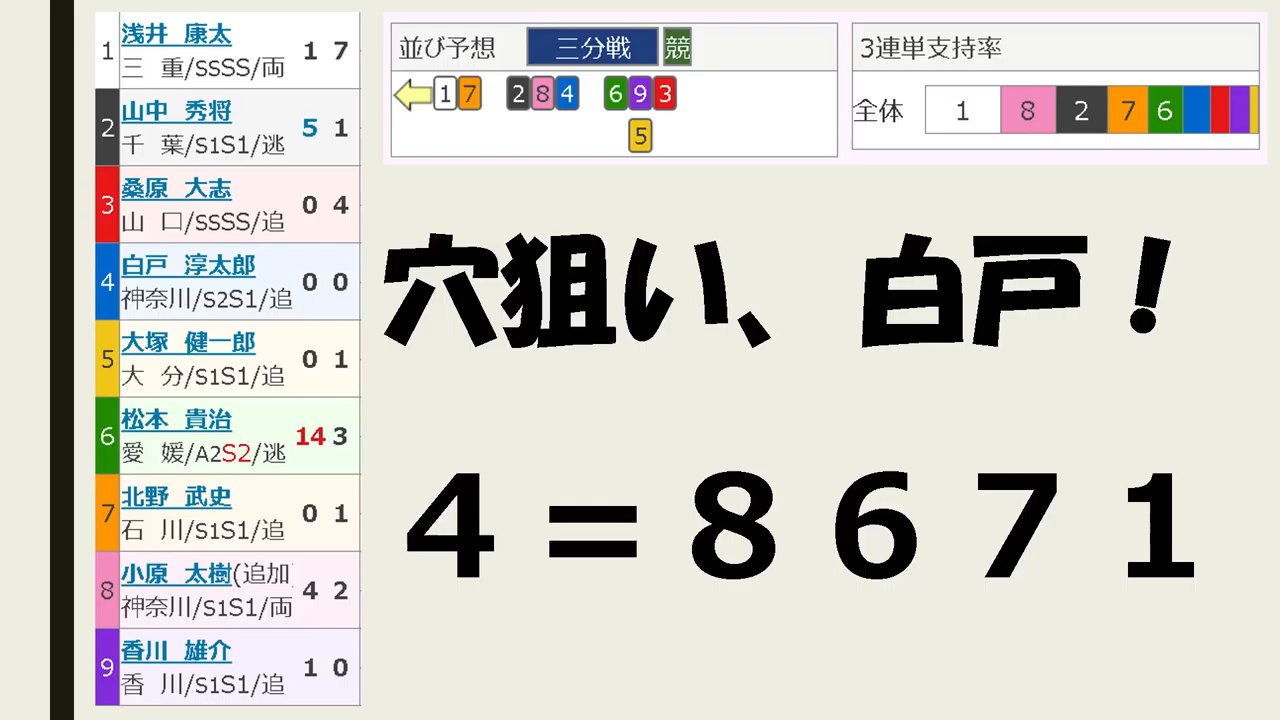 1 浅井 康太 1 7
三 重/SSSS/両
2 山中 秀将 5 1
千 葉/S1S1/逃
3 桑原 大志 0 4
山 口/SSSS/追
4 白戸 淳太郎 0 0
神奈川/S2S1/追
5 大塚 健一郎 0 1
大 分/S1S1/追
6 松本 貴治 14 3
愛 媛/A2S2/逃
7 北野 武史 0 1
石 川/S1S1/追
8 小原 太樹(追加) 4 2
神奈川/S1S1/両
9 香川 雄介 1 0
香 川/S1S1/追
並び予想 三分戦 競
1 7 2 8 4 6 9 3
5
3連単支持率
全体 1 8 2 7 6
穴狙い、白戸！
4＝8 6 7 1